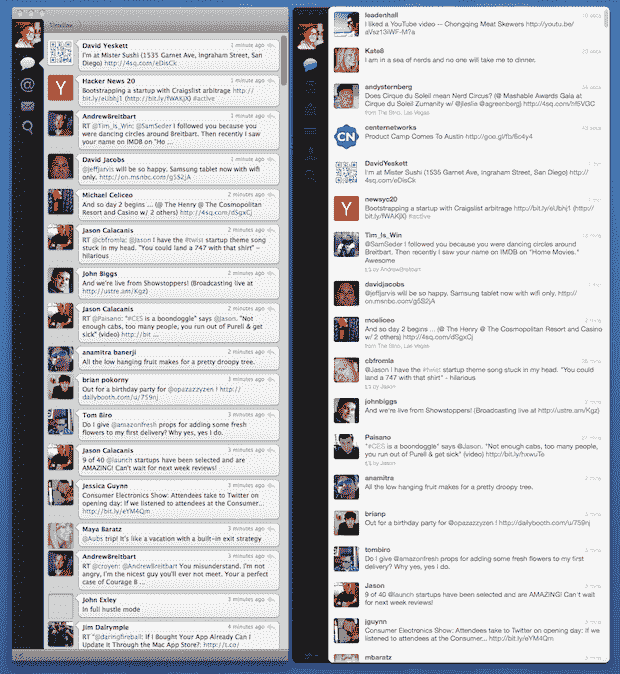 Timeline
David Yeskett
1 minute ago
I'm at Mister Sushi (1535 Garnet Ave, Ingraham Street, San
Diego) http://4sq.com/eDisCk
Hacker News 20
1 minute ago
Bootstrapping a startup with Craigslist arbitrage http://
bit.ly/eUbhj1 (http://bit.ly/fWAKjX) #active
AndrewBreitbart
2 minutes ago
RT @Tim_Is_Win: @SamSeder I followed you because you
were dancing circles around Breitbart. Then recently I saw
your name on IMDB on "Ho ...
David Jacobs
2 minutes ago
@jeffjarvis will be so happy. Samsung tablet now with wifi
only. http://on.msnbc.com/g5S2JA
Michael Celiceo
2 minutes ago
And so day 2 begins ... (@ The Henry @ The Cosmopolitan
Resort and Casino w/ 2 others) http://4sq.com/dSgxCj
Jason Calacanis
2 minutes ago
RT @cbfromla: @Jason I have the #twist startup theme song
stuck in my head. "You could land a 747 with that shirt" -
hilarious
John Biggs
2 minutes ago
And we're live from Showstoppers! (Broadcasting live at
http://ustre.am/Kgz)
Jason Calacanis
2 minutes ago
RT @Paisano: "#CES is a boondoggle" says @Jason. "Not
enough cabs, too many people, you run out of Purell & get
sick" (video) http://bit ...
anamitra banerji
2 minutes ago
All the low hanging fruit makes for a pretty droopy tree.
brian pokorny
2 minutes ago
Out for a birthday party for @opazazzyzen ! http://
dailybooth.com/u/759nj
Tom Biro
2 minutes ago
Do I give @amazonfresh props for adding some fresh
flowers to my first delivery? Why yes, yes I do.
Jason Calacanis
2 minutes ago
9 of 40 @launch startups have been selected and are
AMAZING! Can't wait for next week reviews!
Jessica Guynn
2 minutes ago
Consumer Electronics Show: Attendees take to Twitter on
opening day: If we listened to attendees at the
Consumer... http://bit.ly/eYM4Qm
Maya Baratz
3 minutes ago
@Aubs trip! It's like a vacation with a built-in exit strategy
AndrewBreitbart
3 minutes ago
RT @croyen: @AndrewBreitbart You misunderstand. I'm not
angry, I'm the nicest guy you'll ever not meet. Your a perfect
case of Courage B ...
John Exley
3 minutes ago
In full hustle mode
Jim Dalrymple
4 minutes ago
RT "@daringfireball: If I Bought Your App Already Can I
Update It Through the Mac App Store?: http://t.co/
leadenhall
I liked a YouTube video -- Chongqing Meat Skewers http://youtu.be/
aVsz13iWF-M?a
Kate8
I am in a sea of nerds and no one will take me to dinner.
andysternberg
Does Cirque du Soleil mean Nerd Circus? (@ Mashable Awards Gala at
Cirque du Soleil Zumanity w/ @jleslia @agreenberg) http://4sq.com/hf5VGC
from The Strip, Las Vegas
centernetworks
Product Camp Comes To Austin http://goo.gl/fb/6o4y4
DavidYeskett
I'm at Mister Sushi (1535 Garnet Ave, Ingraham Street, San Diego) http://
4sq.com/eDisCk
newsyc20
Bootstrapping a startup with Craigslist arbitrage http://bit.ly/eUbhj1 (http://
bit.ly/fWAKjX) #active
Tim_Is_Win
@SamSeder I followed you because you were dancing circles around
Breitbart. Then recently I saw your name on IMDB on "Home Movies."
Awesome
by AndrewBreitbart
davidjacobs
@jeffjarvis will be so happy. Samsung tablet now with wifi only. http://
on.msnbc.com/g5S2JA
mceliceo
And so day 2 begins ... (@ The Henry @ The Cosmopolitan Resort and Casino
w/ 2 others) http://4sq.com/dSgxCj
from The Strip, Las Vegas
cbfromla
@Jason I have the #twist startup theme song stuck in my head. "You could
land a 747 with that shirt" - hilarious
by Jason
johnbiggs
And we're live from Showstoppers! (Broadcasting live at http://ustre.am/Kgz)
Paisano
"#CES is a boondoggle" says @Jason. "Not enough cabs, too many people,
you run out of Purell & get sick" (video) http://bit.ly/hxwuTo
by Jason
anamitra
All the low hanging fruit makes for a pretty droopy tree.
brianp
Out for a birthday party for @opazazzyzen ! http://dailybooth.com/u/759nj
tombiro
Do I give @amazonfresh props for adding some fresh flowers to my first
delivery? Why yes, yes I do.
Jason
9 of 40 @launch startups have been selected and are AMAZING! Can't wait
for next week reviews!
jguynn
Consumer Electronics Show: Attendees take to Twitter on opening day: If we
listened to attendees at the Consumer... http://bit.ly/eYM4Qm
mbaratz